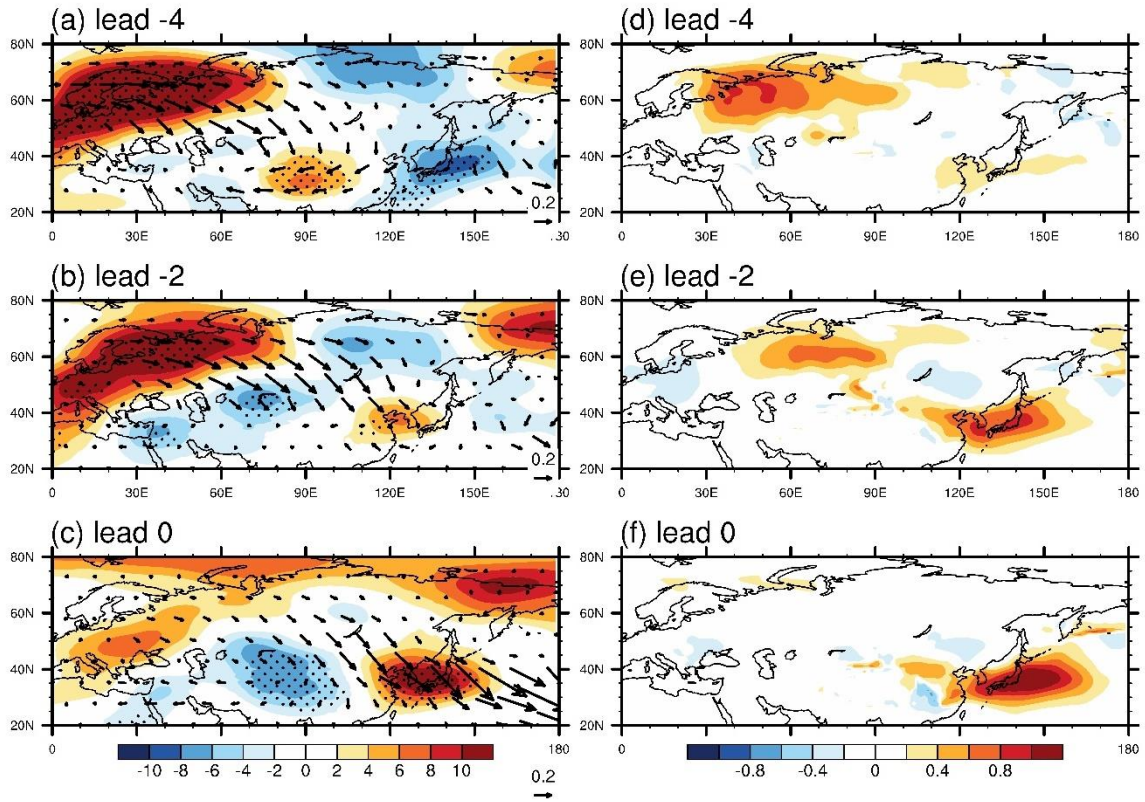 (a) lead -4
80N
60N
40N
20N
0 30E 60E 90E 120E 150E .30
0.2
(d) lead -4
80N
60N
40N
20N
0 30E 60E 90E 120E 150E 180
(b) lead -2
80N
60N
40N
20N
0 30E 60E 90E 120E 150E .30
0.2
(e) lead -2
80N
60N
40N
20N
0 30E 60E 90E 120E 150E 180
(c) lead 0
80N
60N
40N
20N
0 180
-10 -8 -6 -4 -2 0 2 4 6 8 10
0.2
(f) lead 0
80N
60N
40N
20N
0 180
-0.8 -0.4 0 0.4 0.8